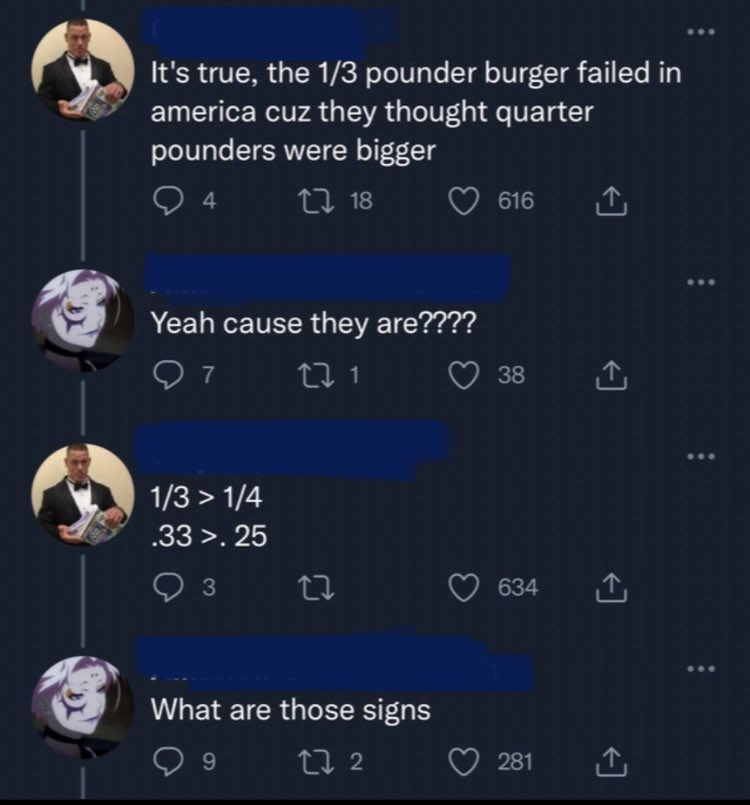 It's true, the 1/3 pounder burger failed in
america cuz they thought quarter
pounders were bigger
4 18 616
Yeah cause they are????
7 1 38
1/3 > 1/4
.33 >. 25
3 634
What are those signs
9 2 281